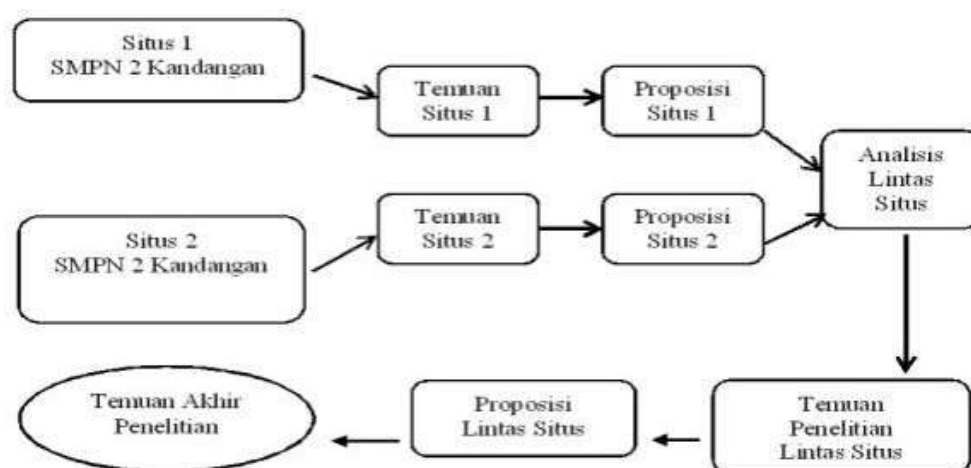 Situs 1
SMPN 2 Kandangan
Temuan
Situs 1
Proposisi
Situs 1
Analisis
Lintas
Situs
Situs 2
SMPN 2 Kandangan
Temuan
Situs 2
Proposisi
Situs 2
Temuan Akhir
Penelitian
Proposisi
Lintas Situs
Temuan
Penelitian
Lintas Situs